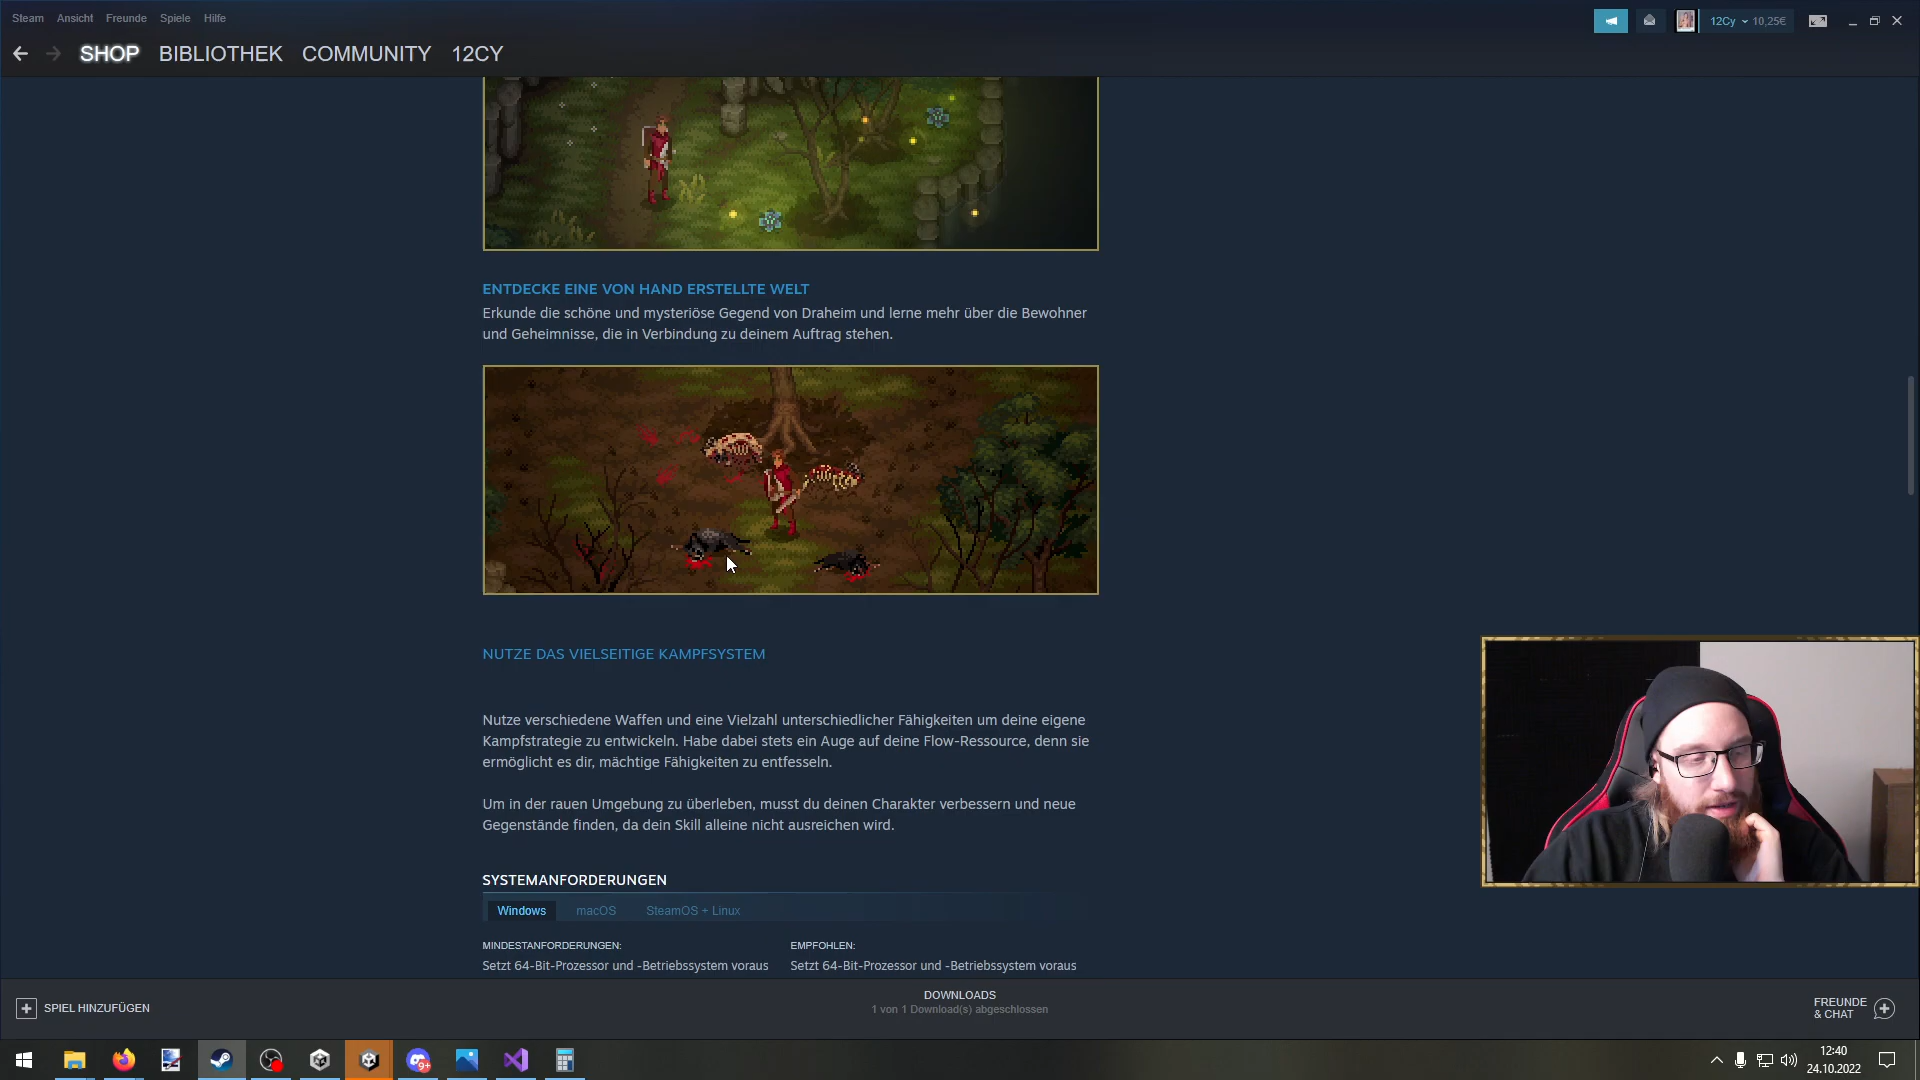 Steam Ansicht Freunde Spiele Hilfe
12Cy 10,25€
SHOP BIBLIOTHEK COMMUNITY 12CY
ENTDECKE EINE VON HAND ERSTELLTE WELT
Erkunde die schöne und mysteriöse Gegend von Draheim und lerne mehr über die Bewohner
und Geheimnisse, die in Verbindung zu deinem Auftrag stehen.
NUTZE DAS VIELSEITIGE KAMPFSYSTEM
Nutze verschiedene Waffen und eine Vielzahl unterschiedlicher Fähigkeiten um deine eigene
Kampfstrategie zu entwickeln. Habe dabei stets ein Auge auf deine Flow-Ressource, denn sie
ermöglicht es dir, mächtige Fähigkeiten zu entfesseln.
Um in der rauen Umgebung zu überleben, musst du deinen Charakter verbessern und neue
Gegenstände finden, da dein Skill alleine nicht ausreichen wird.
SYSTEMANFORDERUNGEN
Windows macOS SteamOS + Linux
MINDESTANFORDERUNGEN: EMPFOHLEN:
Setzt 64-Bit-Prozessor und -Betriebssystem voraus Setzt 64-Bit-Prozessor und -Betriebssystem voraus
SPIEL HINZUFÜGEN
DOWNLOADS
1 von 1 Download(s) abgeschlossen
FREUNDE
& CHAT
9+
12:40
24.10.2022